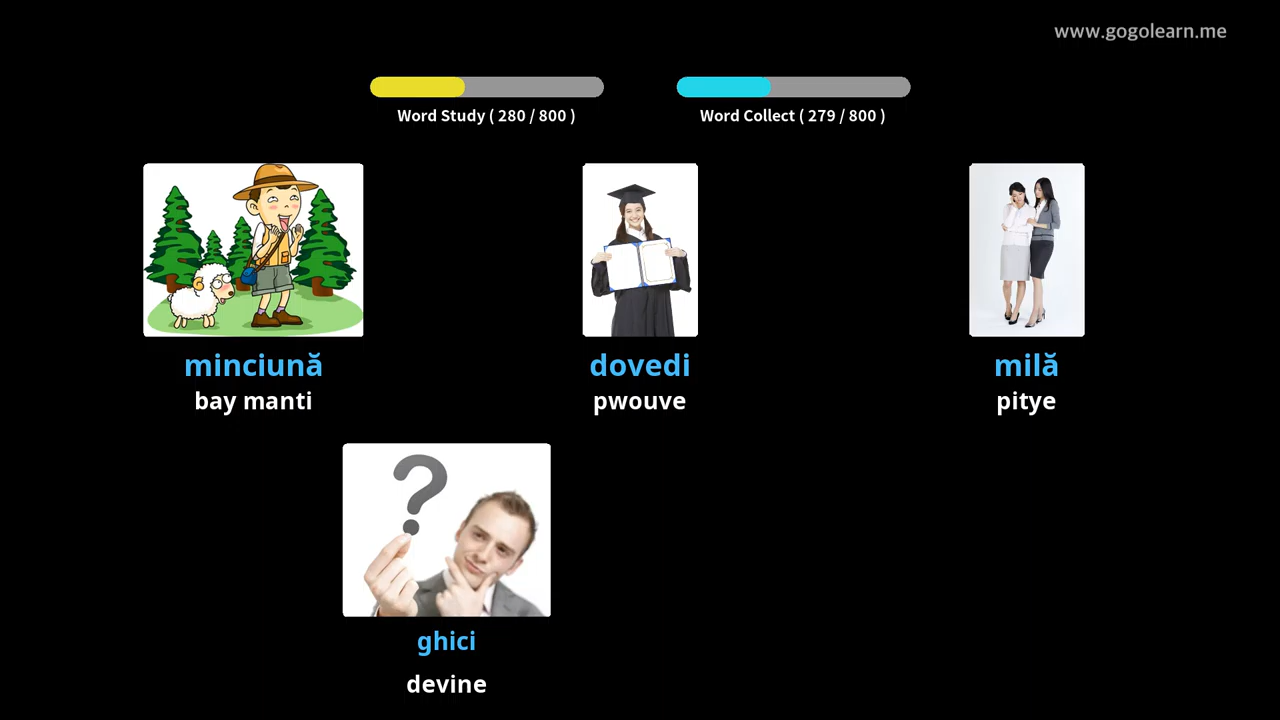 www.gogolearn.me
Word Study ( 280 / 800 )
Word Collect ( 279 / 800 )
minciună
bay manti
dovedi
pwouve
milă
pitye
ghici
devine